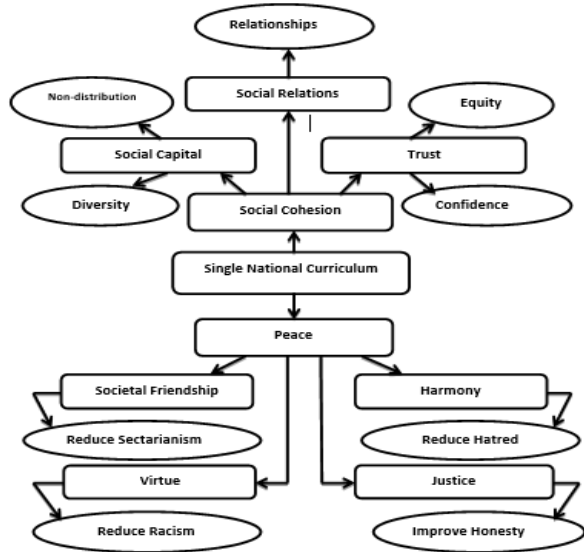 Relationships
Social Relations
Non-distribution
Equity
Social Capital
Trust
Diversity
Social Cohesion
Confidence
Single National Curriculum
Peace
Societal Friendship
Harmony
Reduce Sectarianism
Reduce Hatred
Virtue
Justice
Reduce Racism
Improve Honesty